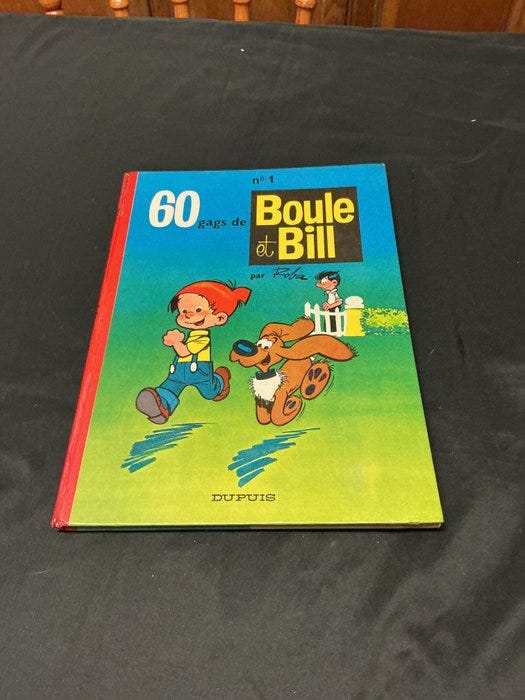 n° 1
60 gags de Boule
et Bill
par Roba
DUPUIS